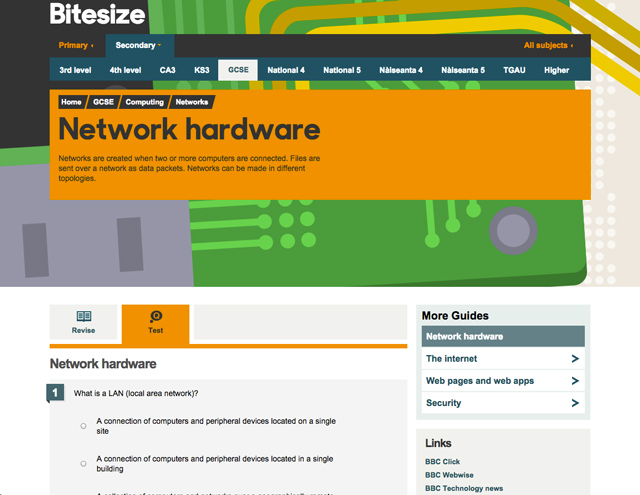 Bitesize
Primary
Secondary
All subjects
3rd level
4th level
CA3
KS3
GCSE
National 4
National 5
Nàiseanta 4
Nàiseanta 5
TGAU
Higher
Home
GCSE
Computing
Networks
Network hardware
Networks are created when two or more computers are connected. Files are
sent over a network as data packets. Networks can be made in different
topologies.
Revise
Test
Network hardware
1
What is a LAN (local area network)?
A connection of computers and peripheral devices located on a single
site
A connection of computers and peripheral devices located in a single
building
More Guides
Network hardware
The internet
Web pages and web apps
Security
Links
BBC Click
BBC Webwise
BBC Technology news